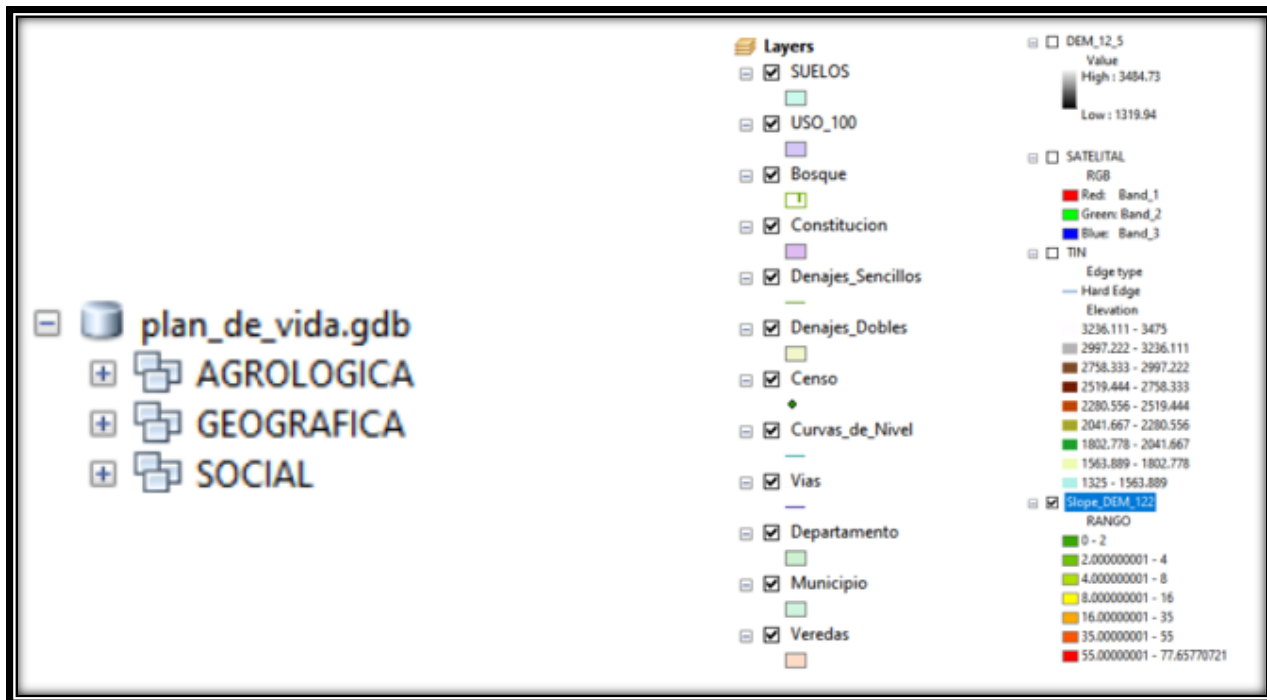 plan_de_vida.gdb
AGROLOGICA
GEOGRAFICA
SOCIAL
Layers
SUELOS
USO_100
Bosque
Constitucion
Denajes_Sencillos
Denajes_Dobles
Censo
Curvas_de_Nivel
Vias
Departamento
Municipio
Veredas
DEM_12_5
Value
High : 3484.73
Low : 1319.94
SATELITAL
RGB
Red: Band_1
Green: Band_2
Blue: Band_3
TIN
Edge type
Hard Edge
Elevation
3236.111 - 3475
2997.222 - 3236.111
2758.333 - 2997.222
2519.444 - 2758.333
2280.556 - 2519.444
2041.667 - 2280.556
1802.778 - 2041.667
1563.889 - 1802.778
1325 - 1563.889
Slope_DEM_122
RANGO
0 - 2
2.000000001 - 4
4.000000001 - 8
8.000000001 - 16
16.00000001 - 35
35.00000001 - 55
55.00000001 - 77.65770721